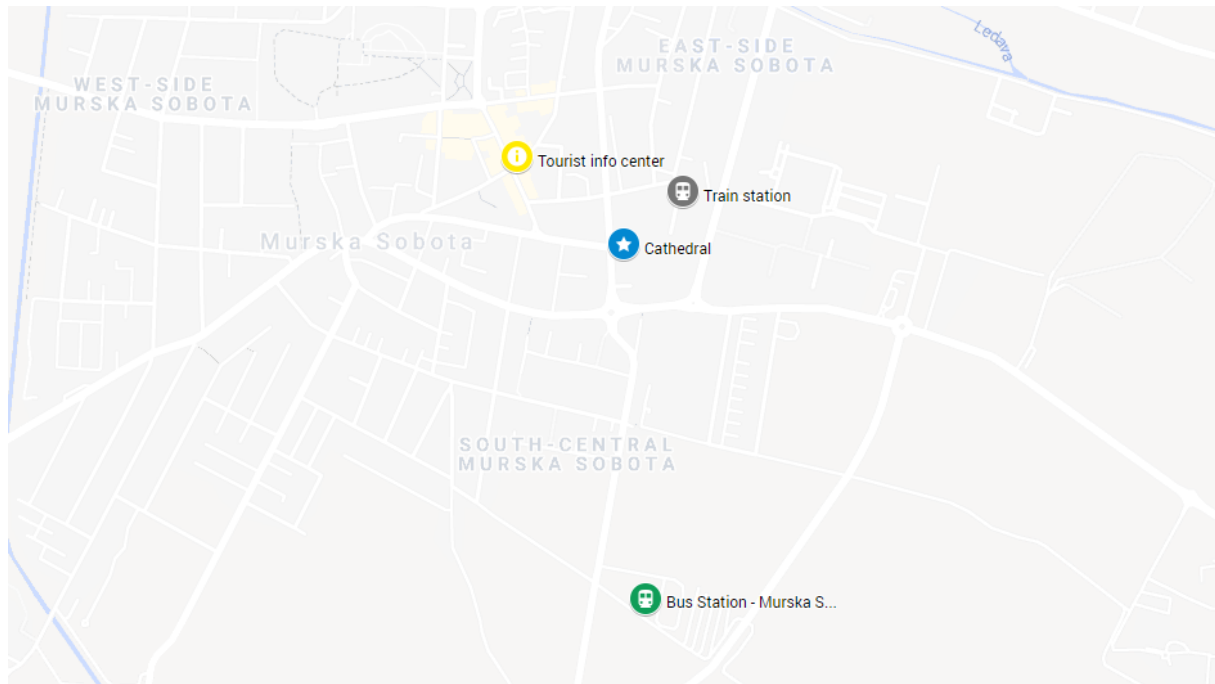 Ledava
EAST-SIDE
MURSKA SOBOTA
WEST-SIDE
MURSKA SOBOTA
Tourist info center
Train station
Murska Sobota
Cathedral
SOUTH-CENTRAL
MURSKA SOBOTA
Bus Station - Murska S...